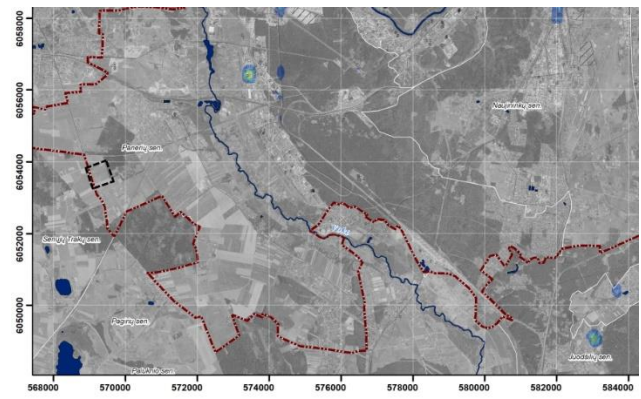 6058000
6056000
6054000
6052000
6050000
Naujininkų sen.
Panerių sen.
Senųjų Trakų sen.
Pagirių sen.
Juodšilių sen.
568000 570000 572000 574000 576000 578000 580000 582000 584000